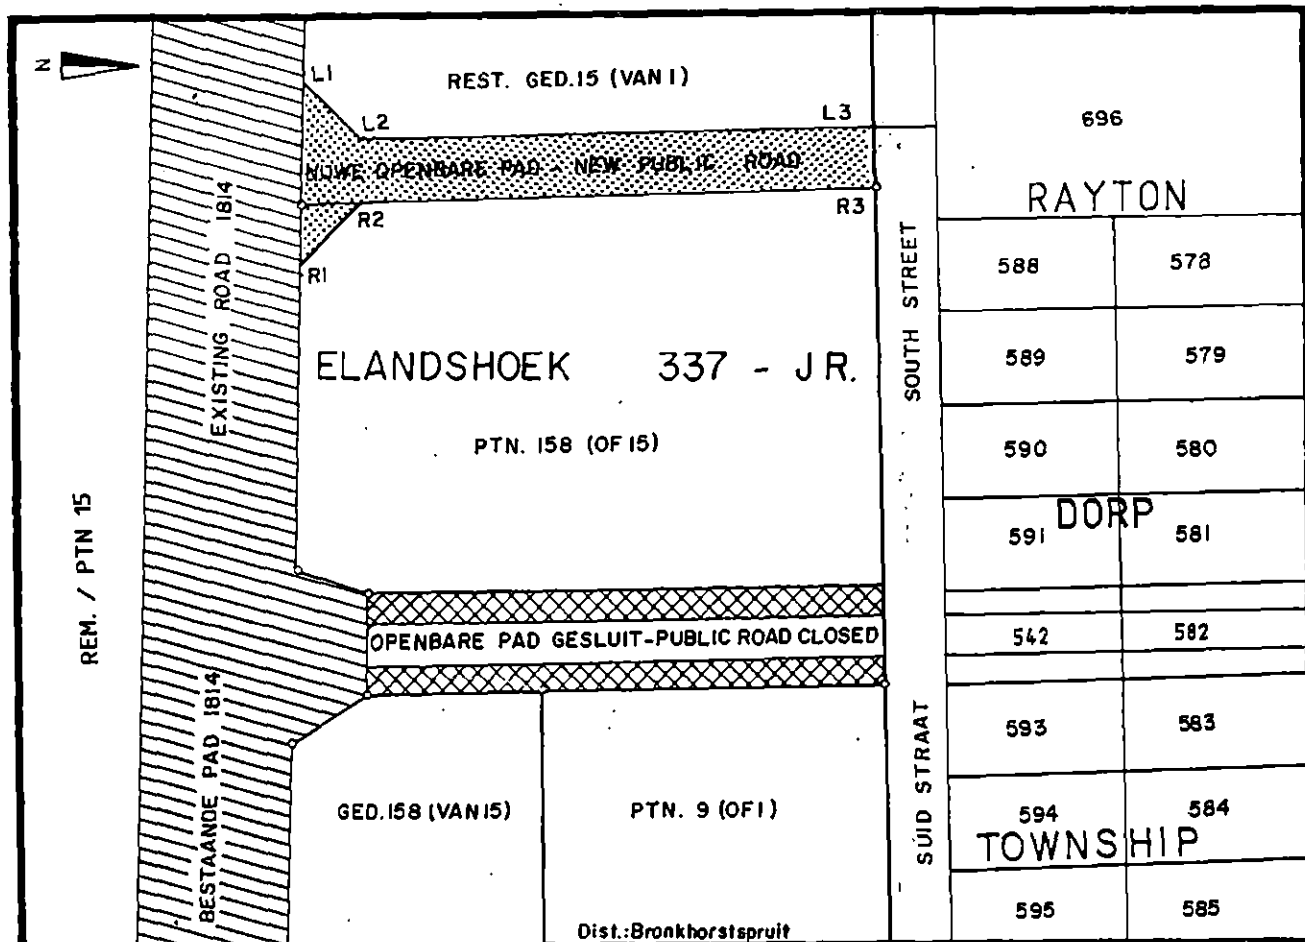 N
L1
REST. GED.15 (VAN 1)
L2
L3
696
NUWE OPENBARE PAD - NEW PUBLIC ROAD
RAYTON
R2
R3
R1
EXISTING ROAD 1814
SOUTH STREET
588
578
ELANDSHOEK 337 - JR.
589
579
PTN. 158 (OF 15)
590
580
REM. / PTN 15
DORP
591
581
OPENBARE PAD GESLUIT-PUBLIC ROAD CLOSED
542
582
BESTAANDE PAD 1814
SUID STRAAT
593
583
GED.158 (VAN 15)
PTN. 9 (OF 1)
594
584
TOWNSHIP
595
585
Dist.:Bronkhorstspruit